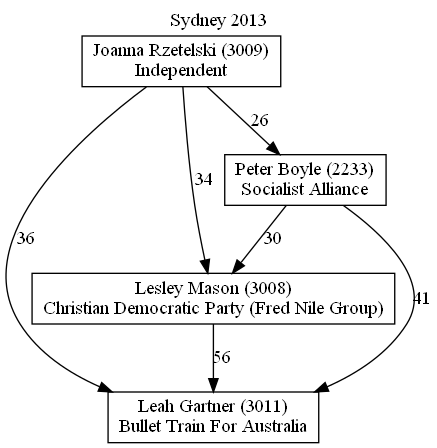 Sydney 2013
Joanna Rzetelski (3009)
Independent
26
Peter Boyle (2233)
Socialist Alliance
34
36
30
Lesley Mason (3008)
Christian Democratic Party (Fred Nile Group)
41
56
Leah Gartner (3011)
Bullet Train For Australia